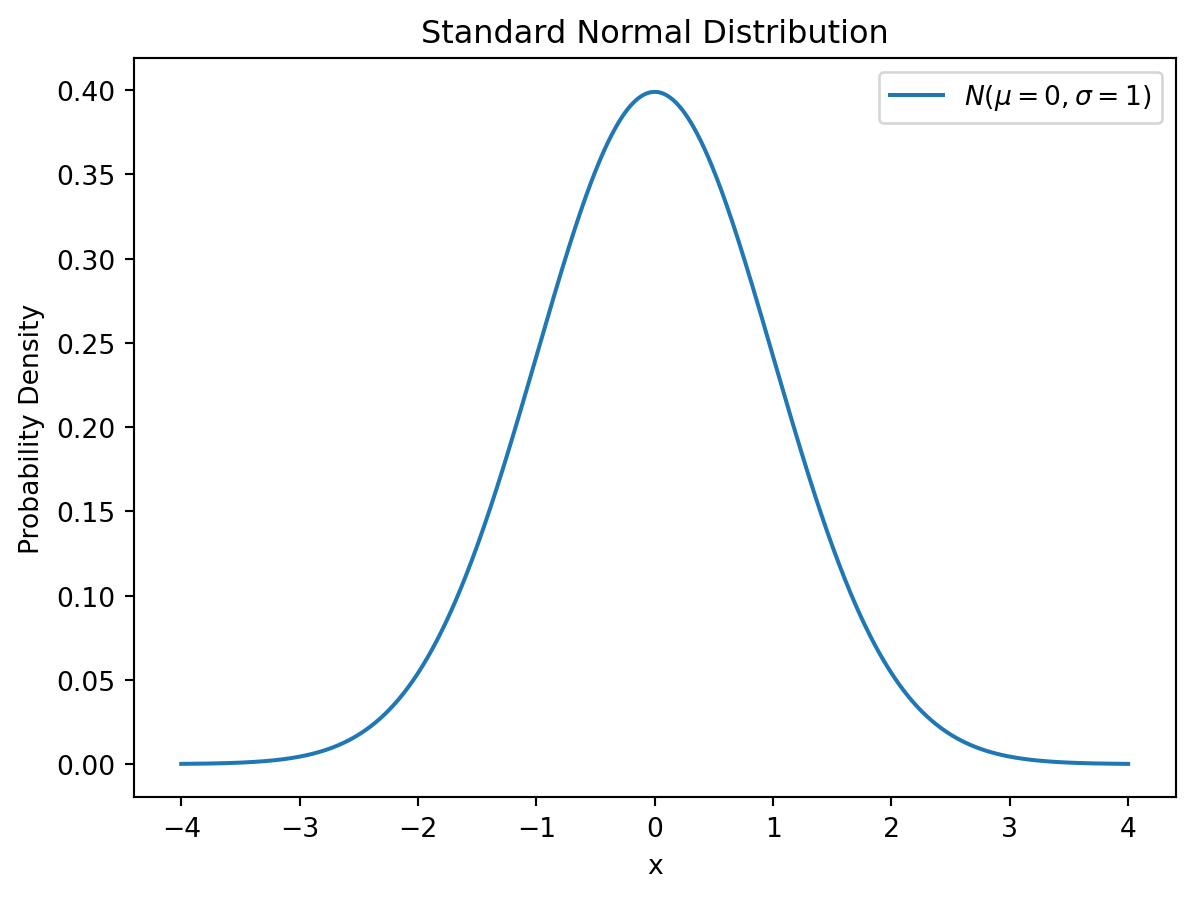 Standard Normal Distribution
N(μ = 0, σ = 1)
Probability Density
0.40
0.35
0.30
0.25
0.20
0.15
0.10
0.05
0.00
−4 −3 −2 −1 0 1 2 3 4
x